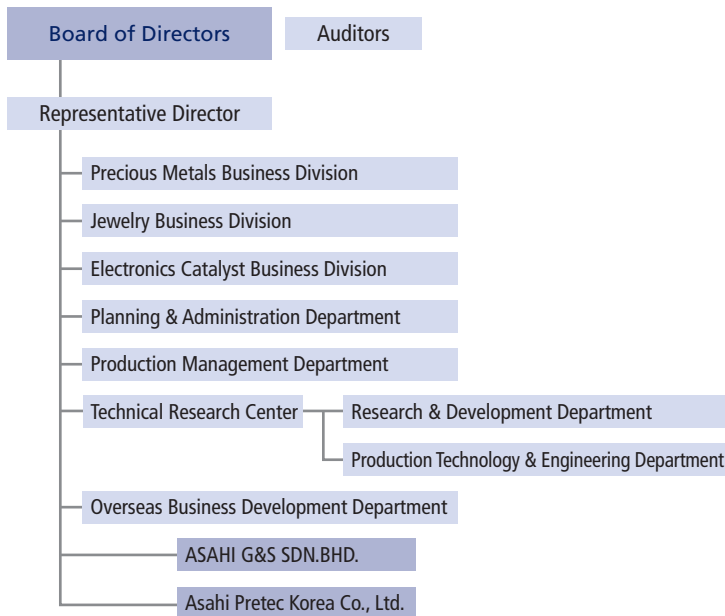 Board of Directors
Auditors
Representative Director
Precious Metals Business Division
Jewelry Business Division
Electronics Catalyst Business Division
Planning & Administration Department
Production Management Department
Technical Research Center
Research & Development Department
Production Technology & Engineering Department
Overseas Business Development Department
ASAHI G&S SDN.BHD.
Asahi Pretec Korea Co., Ltd.